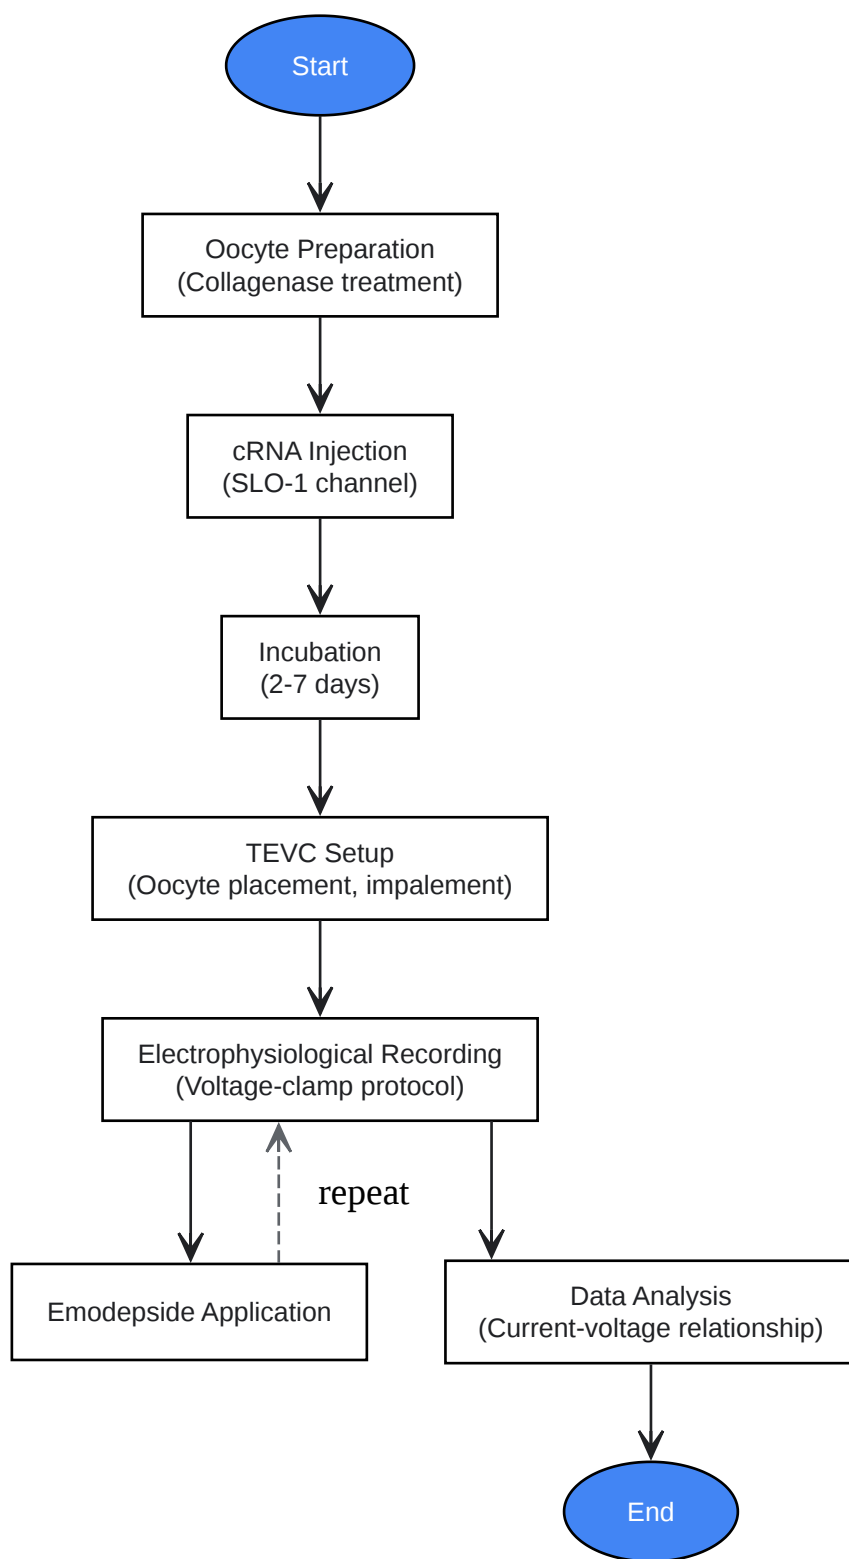 Start
Oocyte Preparation
(Collagenase treatment)
cRNA Injection
(SLO-1 channel)
Incubation
(2-7 days)
TEVC Setup
(Oocyte placement, impalement)
Electrophysiological Recording
(Voltage-clamp protocol)
repeat
Emodepside Application
Data Analysis
(Current-voltage relationship)
End